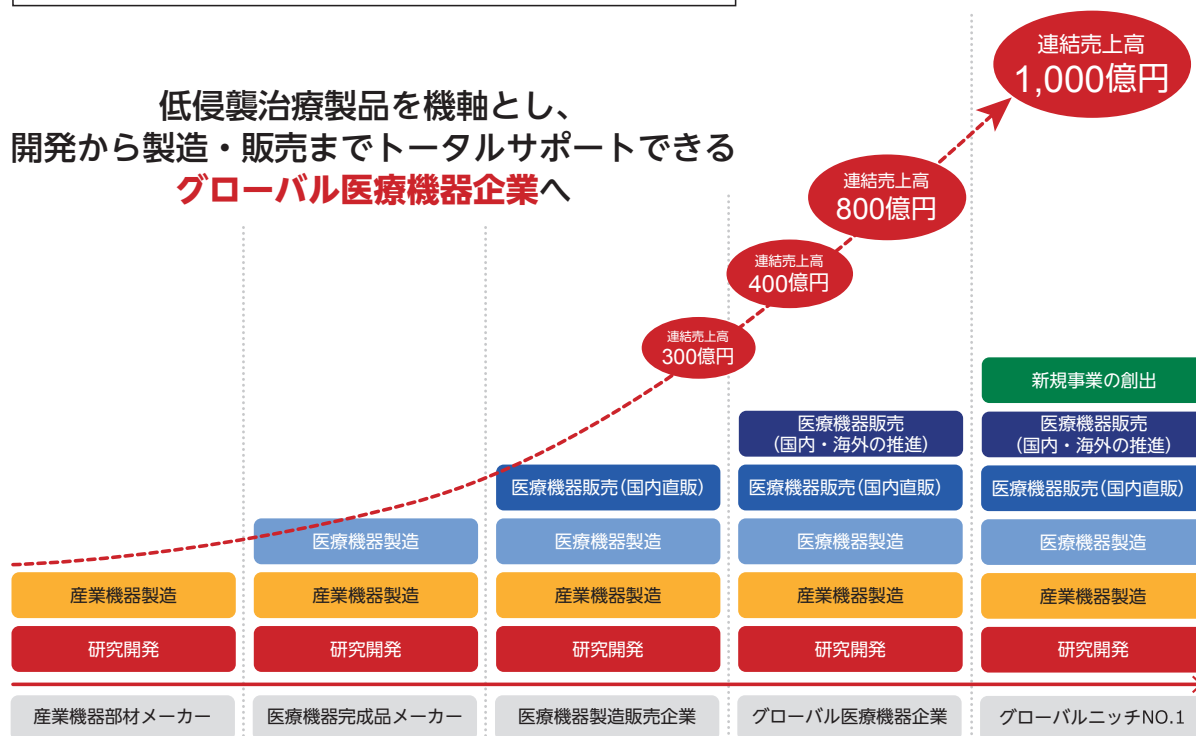 低侵襲治療製品を機軸とし、
開発から製造・販売までトータルサポートできる
グローバル医療機器企業へ
連結売上高
1,000億円
連結売上高
800億円
連結売上高
400億円
連結売上高
300億円
新規事業の創出
医療機器販売
(国内・海外の推進)
医療機器販売
(国内・海外の推進)
医療機器販売(国内直販)
医療機器販売(国内直販)
医療機器販売(国内直販)
医療機器製造
医療機器製造
医療機器製造
医療機器製造
産業機器製造
産業機器製造
産業機器製造
産業機器製造
産業機器製造
研究開発
研究開発
研究開発
研究開発
研究開発
産業機器部材メーカー
医療機器完成品メーカー
医療機器製造販売企業
グローバル医療機器企業
グローバルニッチNO.1